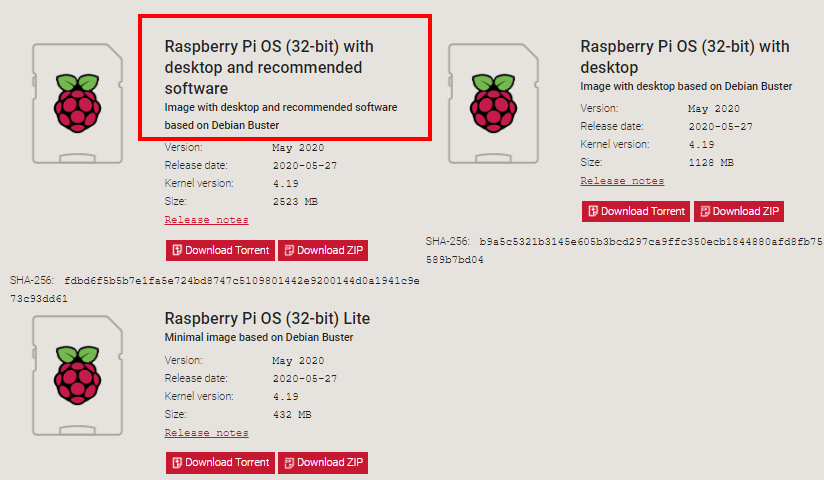 Raspberry Pi OS (32-bit) with
desktop and recommended
software
Image with desktop and recommended software
based on Debian Buster
Version: May 2020
Release date: 2020-05-27
Kernel version: 4.19
Size: 2523 MB
Release notes
Download Torrent Download ZIP
SHA-256: fdbd6f5b5b7e1fa5e724bd8747c5109801442e9200144d0a1941c9e
73c93dd61
Raspberry Pi OS (32-bit) with
desktop
Image with desktop based on Debian Buster
Version: May 2020
Release date: 2020-05-27
Kernel version: 4.19
Size: 1128 MB
Release notes
Download Torrent Download ZIP
SHA-256: b9a5c5321b3145e605b3bcd297ca9ffc350ecb1844880afd8fb75
589b7bd04
Raspberry Pi OS (32-bit) Lite
Minimal image based on Debian Buster
Version: May 2020
Release date: 2020-05-27
Kernel version: 4.19
Size: 432 MB
Release notes
Download Torrent Download ZIP